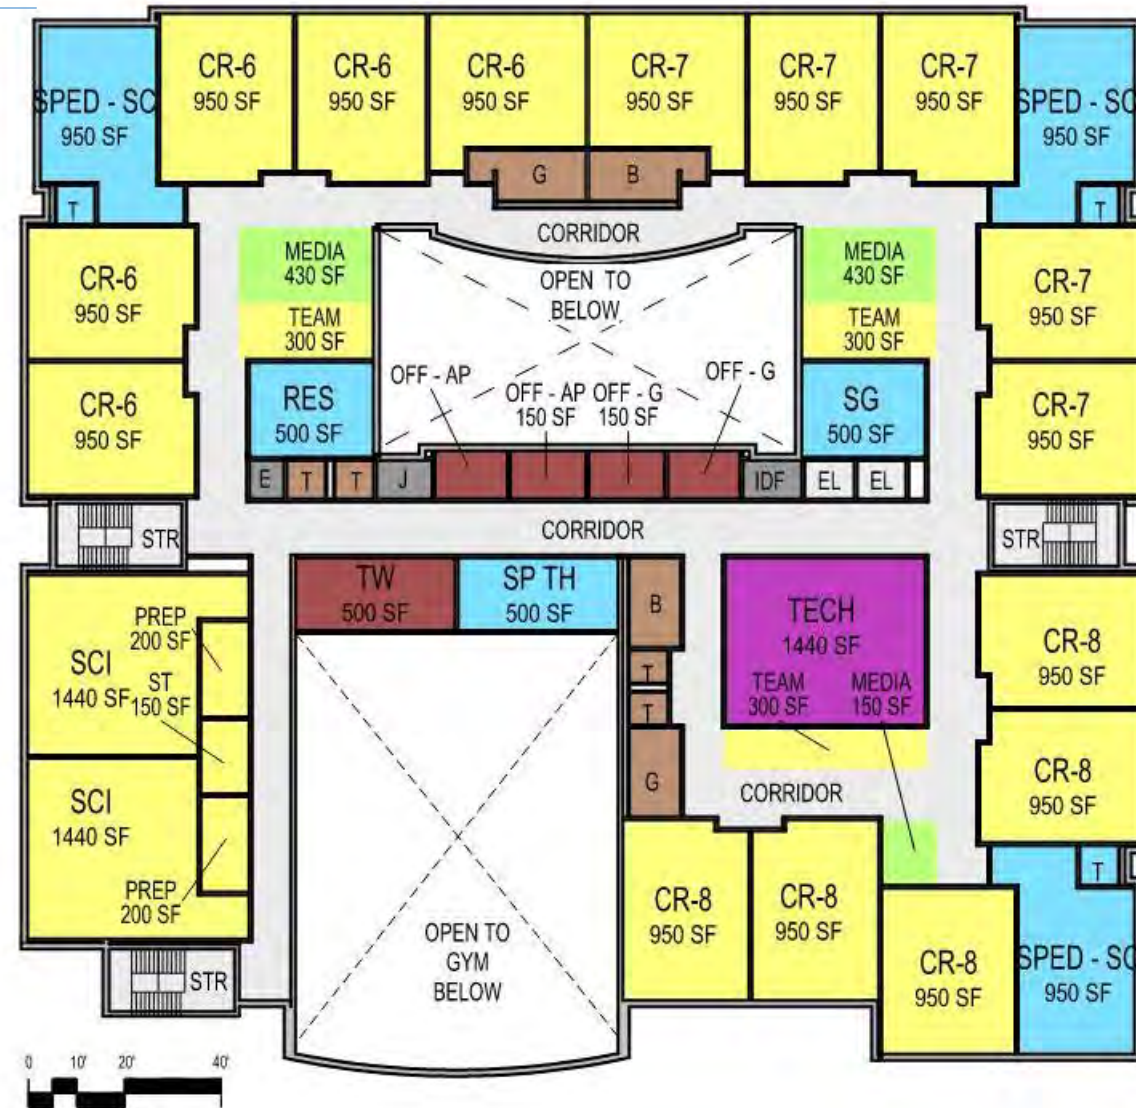 CR-6
950 SF
CR-6
950 SF
CR-6
950 SF
CR-7
950 SF
CR-7
950 SF
CR-7
950 SF
SPED - SC
950 SF
SPED - SC
950 SF
G
B
T
T
CORRIDOR
MEDIA
430 SF
MEDIA
430 SF
CR-6
950 SF
OPEN TO
BELOW
CR-7
950 SF
TEAM
300 SF
TEAM
300 SF
OFF - AP
OFF - AP
150 SF
OFF - G
150 SF
OFF - G
RES
500 SF
SG
500 SF
CR-6
950 SF
CR-7
950 SF
E
T
T
J
IDF
EL
EL
STR
CORRIDOR
STR
TW
500 SF
SP TH
500 SF
B
TECH
1440 SF
PREP
200 SF
SCI
1440 SF
ST
150 SF
T
T
TEAM
300 SF
MEDIA
150 SF
CR-8
950 SF
G
CORRIDOR
CR-8
950 SF
SCI
1440 SF
PREP
200 SF
T
CR-8
950 SF
CR-8
950 SF
OPEN TO
GYM
BELOW
CR-8
950 SF
SPED - SC
950 SF
STR
0 10' 20' 40'